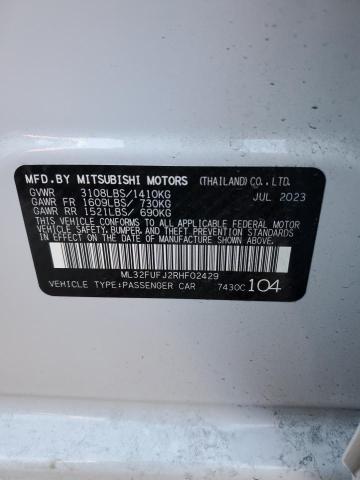 MFD.BY MITSUBISHI MOTORS (THAILAND)CO.,LTD.
GVWR 3108LBS/1410KG JUL 2023
GAWR FR 1609LBS/ 730KG
GAWR RR 1521LBS/ 690KG
THIS VEHICLE CONFORMS TO ALL APPLICABLE FEDERAL MOTOR
VEHICLE SAFETY, BUMPER, AND THEFT PREVENTION STANDARDS
IN EFFECT ON THE DATE OF MANUFACTURE SHOWN ABOVE.
ML32FUFJ2RHF02429
VEHICLE TYPE:PASSENGER CAR 7430C 104